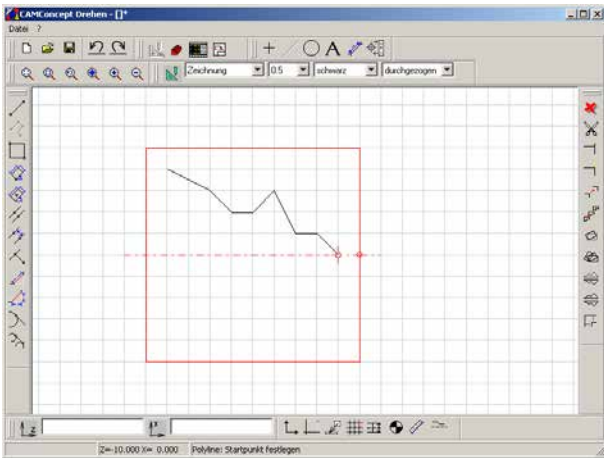 CAMConcept Drehen - []*
Datei ?
A
Zeichnung 0.5 schwarz durchgezogen
Z X
Z=-10.000 X= 0.000 Polyline: Startpunkt festlegen